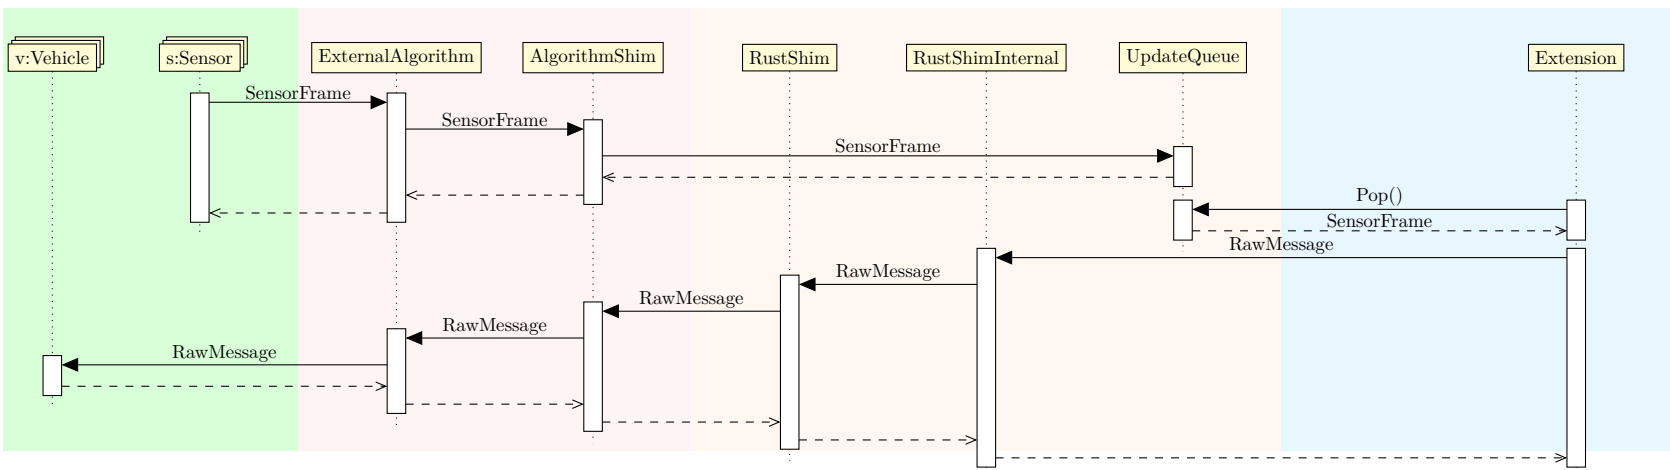 v:Vehicle
s:Sensor
ExternalAlgorithm
AlgorithmShim
RustShim
RustShimInternal
UpdateQueue
Extension
SensorFrame
SensorFrame
SensorFrame
Pop()
SensorFrame
RawMessage
RawMessage
RawMessage
RawMessage
RawMessage